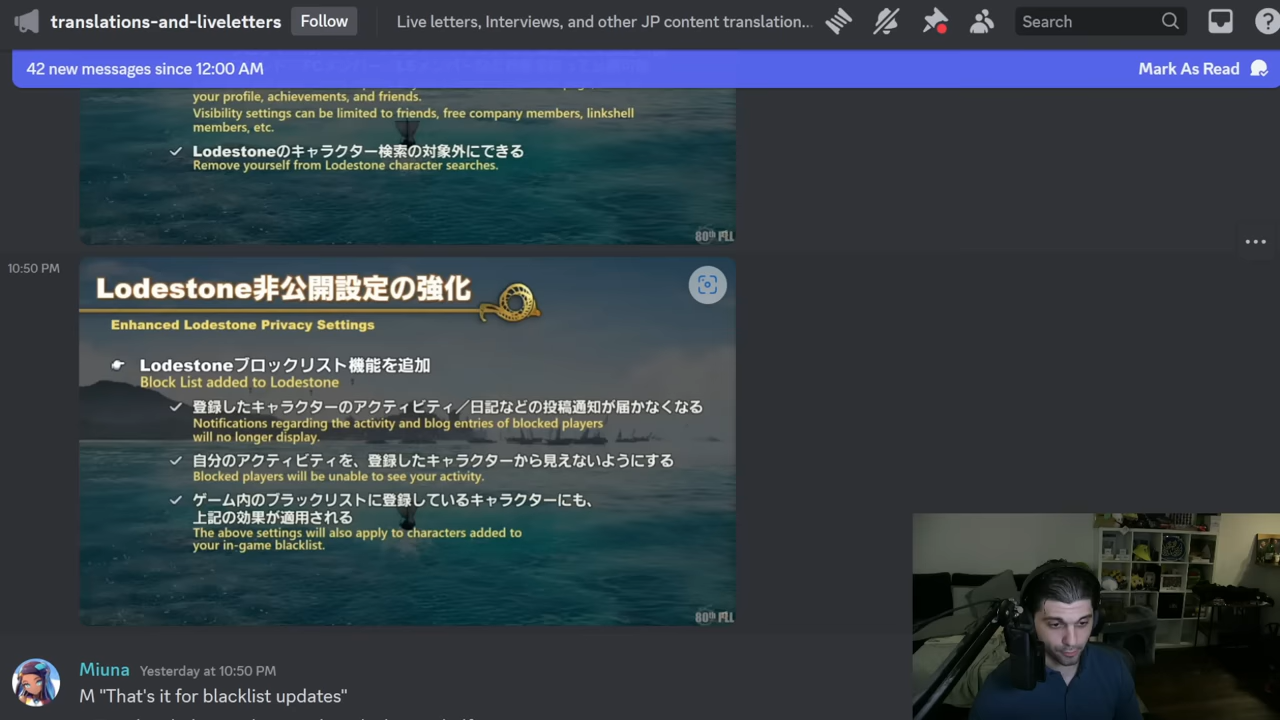 translations-and-liveletters
Follow
Live letters, Interviews, and other JP content translation...
Search
42 new messages since 12:00 AM
Mark As Read
your profile, achievements, and friends.
Visibility settings can be limited to friends, free company members, linkshell
members, etc.
Lodestoneのキャラクター検索の対象外にできる
Remove yourself from Lodestone character searches.
80th PLL
10:50 PM
Lodestone非公開設定の強化
Enhanced Lodestone Privacy Settings
Lodestoneブロックリスト機能を追加
Block List added to Lodestone
登録したキャラクターのアクティビティ／日記などの投稿通知が届かなくなる
Notifications regarding the activity and blog entries of blocked players
will no longer display.
自分のアクティビティを、登録したキャラクターから見えないようにする
Blocked players will be unable to see your activity.
ゲーム内のブラックリストに登録しているキャラクターにも、
上記の効果が適用される
The above settings will also apply to characters added to
your in-game blacklist.
80th PLL
Miuna Yesterday at 10:50 PM
M "That's it for blacklist updates"